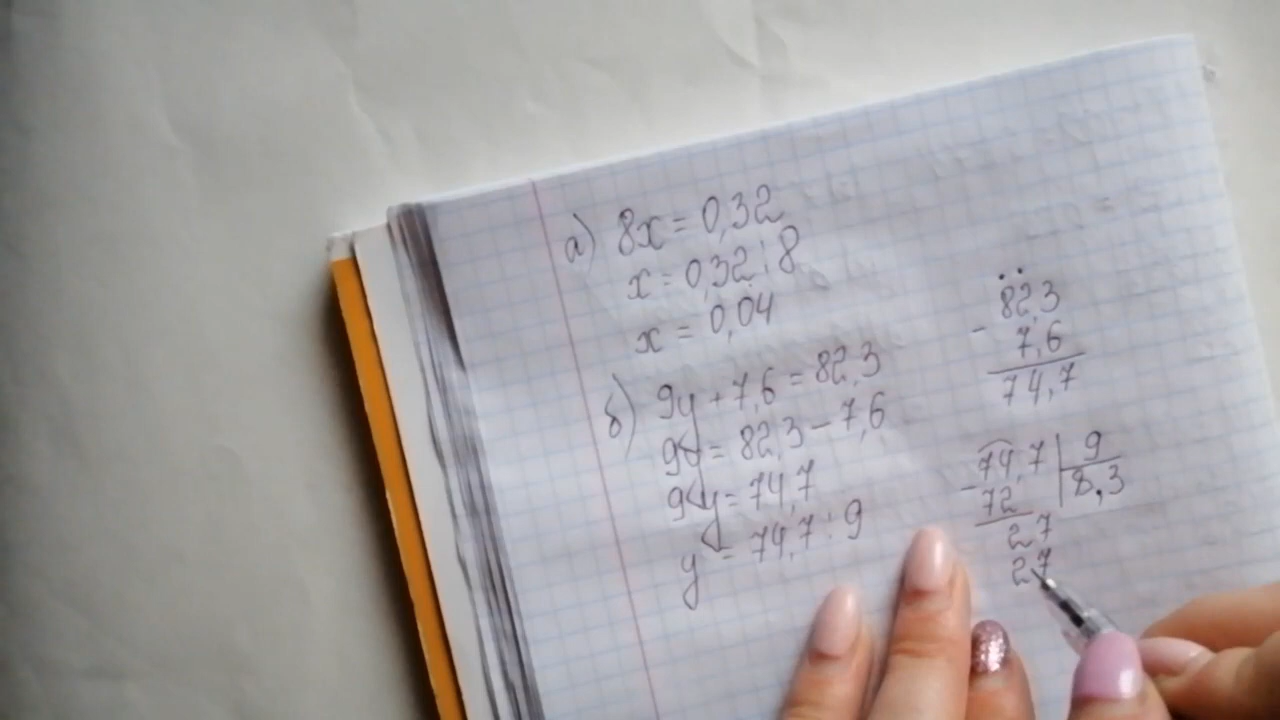 а) 8x = 0,32
x = 0,32 : 8
x = 0,04
б) 9y + 7,6 = 82,3
9y = 82,3 - 7,6
9y = 74,7
y = 74,7 : 9
- 82,3
7,6
74,7
- 74,7 | 9
72 | 8,3
27
27